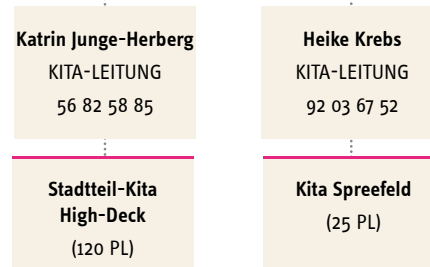 Katrin Junge-Herberg
KITA-LEITUNG
56 82 58 85
Stadtteil-Kita
High-Deck
(120 PL)
Heike Krebs
KITA-LEITUNG
92 03 67 52
Kita Spreefeld
(25 PL)